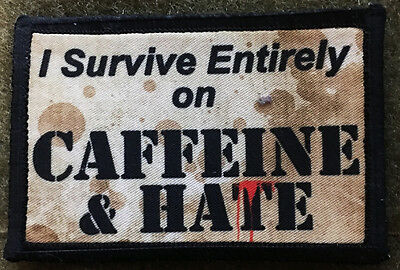 I Survive Entirely
on
CAFFEINE
& HATE